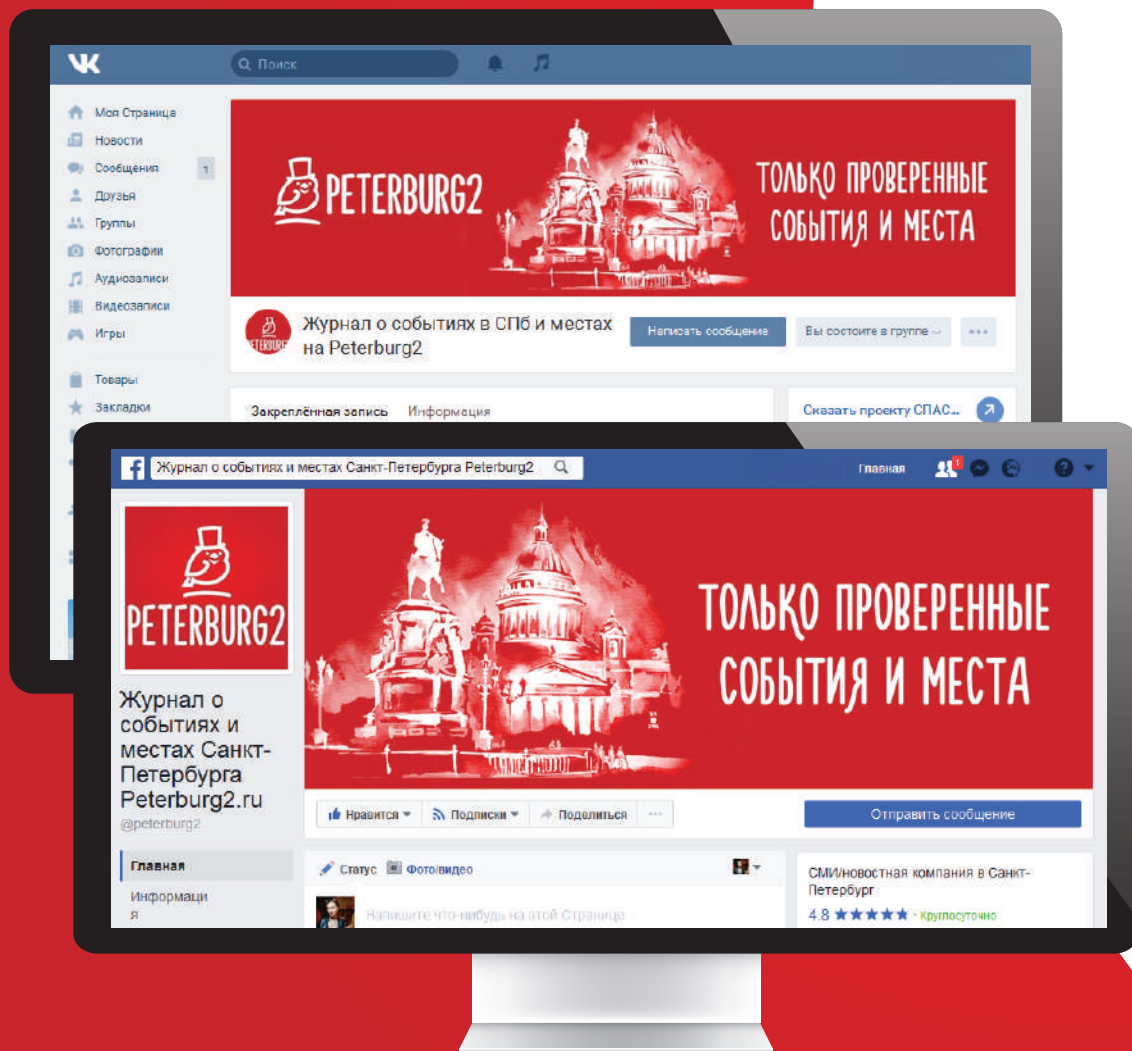 Поиск
Моя Страница
Новости
Сообщения 1
Друзья
Группы
Фотографии
Аудиозаписи
Видеозаписи
Игры
Товары
Закладки
PETERBURG2
ТОЛЬКО ПРОВЕРЕННЫЕ
СОБЫТИЯ И МЕСТА
Журнал о событиях в СПб и местах
на Peterburg2
Написать сообщение
Вы состоите в группе
Закреплённая запись Информация
Сказать проекту СПАС...
Журнал о событиях и местах Санкт-Петербурга Peterburg2
Главная
1
PETERBURG2
ТОЛЬКО ПРОВЕРЕННЫЕ
СОБЫТИЯ И МЕСТА
Журнал о
событиях и
местах Санкт-
Петербурга
Peterburg2.ru
@peterburg2
Главная
Информаци
я
Нравится Подписки Поделиться
Отправить сообщение
Статус Фото/видео
Напишите что-нибудь на этой Странице...
СМИ/новостная компания в Санкт-
Петербург
4.8 ★★★★★ - Круглосуточно